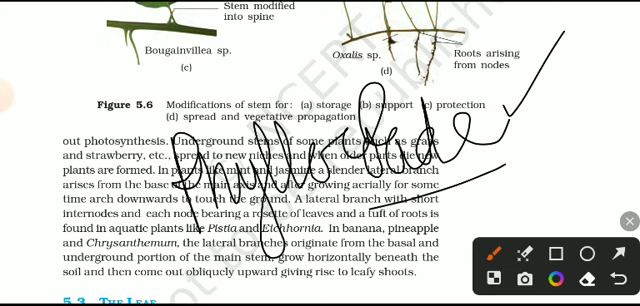 Stem modified
into spine
Bougainvillea sp.
(c)
Oxalis sp.
(d)
Roots arising
from nodes
Figure 5.6 Modifications of stem for: (a) storage (b) support (c) protection
(d) spread and vegetative propagation
Phylloclade
out photosynthesis. Underground stems of some plants such as grass
and strawberry, etc., spread to new niches and when older parts die new
plants are formed. In plants like mint and jasmine a slender lateral branch
arises from the base of the main axis and after growing aerially for some
time arch downwards to touch the ground. A lateral branch with short
internodes and each node bearing a rosette of leaves and a tuft of roots is
found in aquatic plants like Pistia and Eichhornia. In banana, pineapple
and Chrysanthemum, the lateral branches originate from the basal and
underground portion of the main stem, grow horizontally beneath the
soil and then come out obliquely upward giving rise to leafy shoots.
5.3 THE LEAF